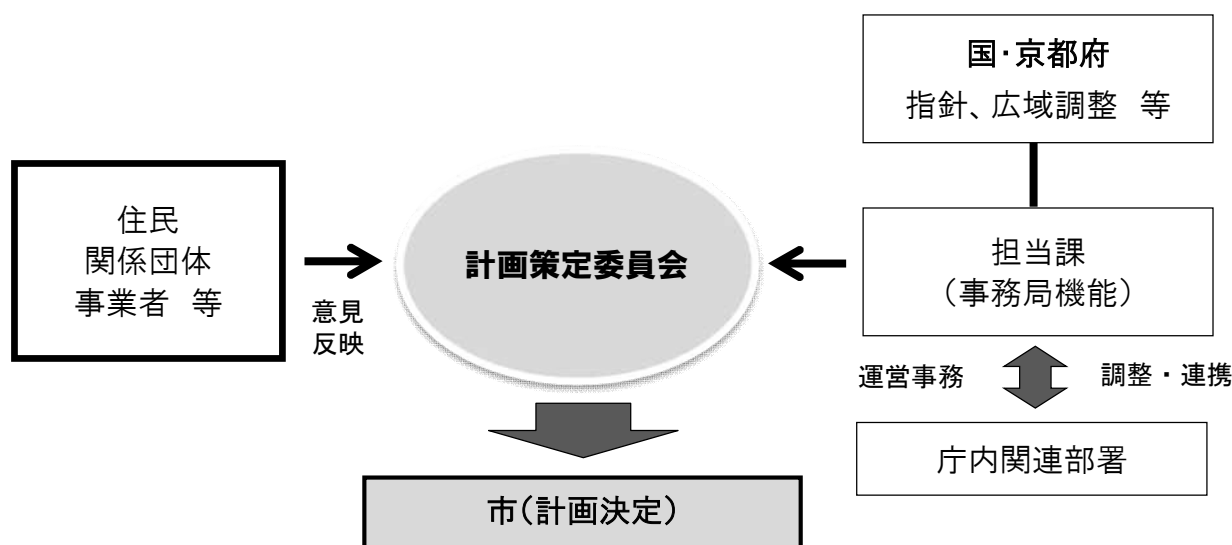 国・京都府
指針、広域調整 等
住民
関係団体
事業者 等
意見
反映
計画策定委員会
担当課
（事務局機能）
運営事務
調整・連携
庁内関連部署
市（計画決定）